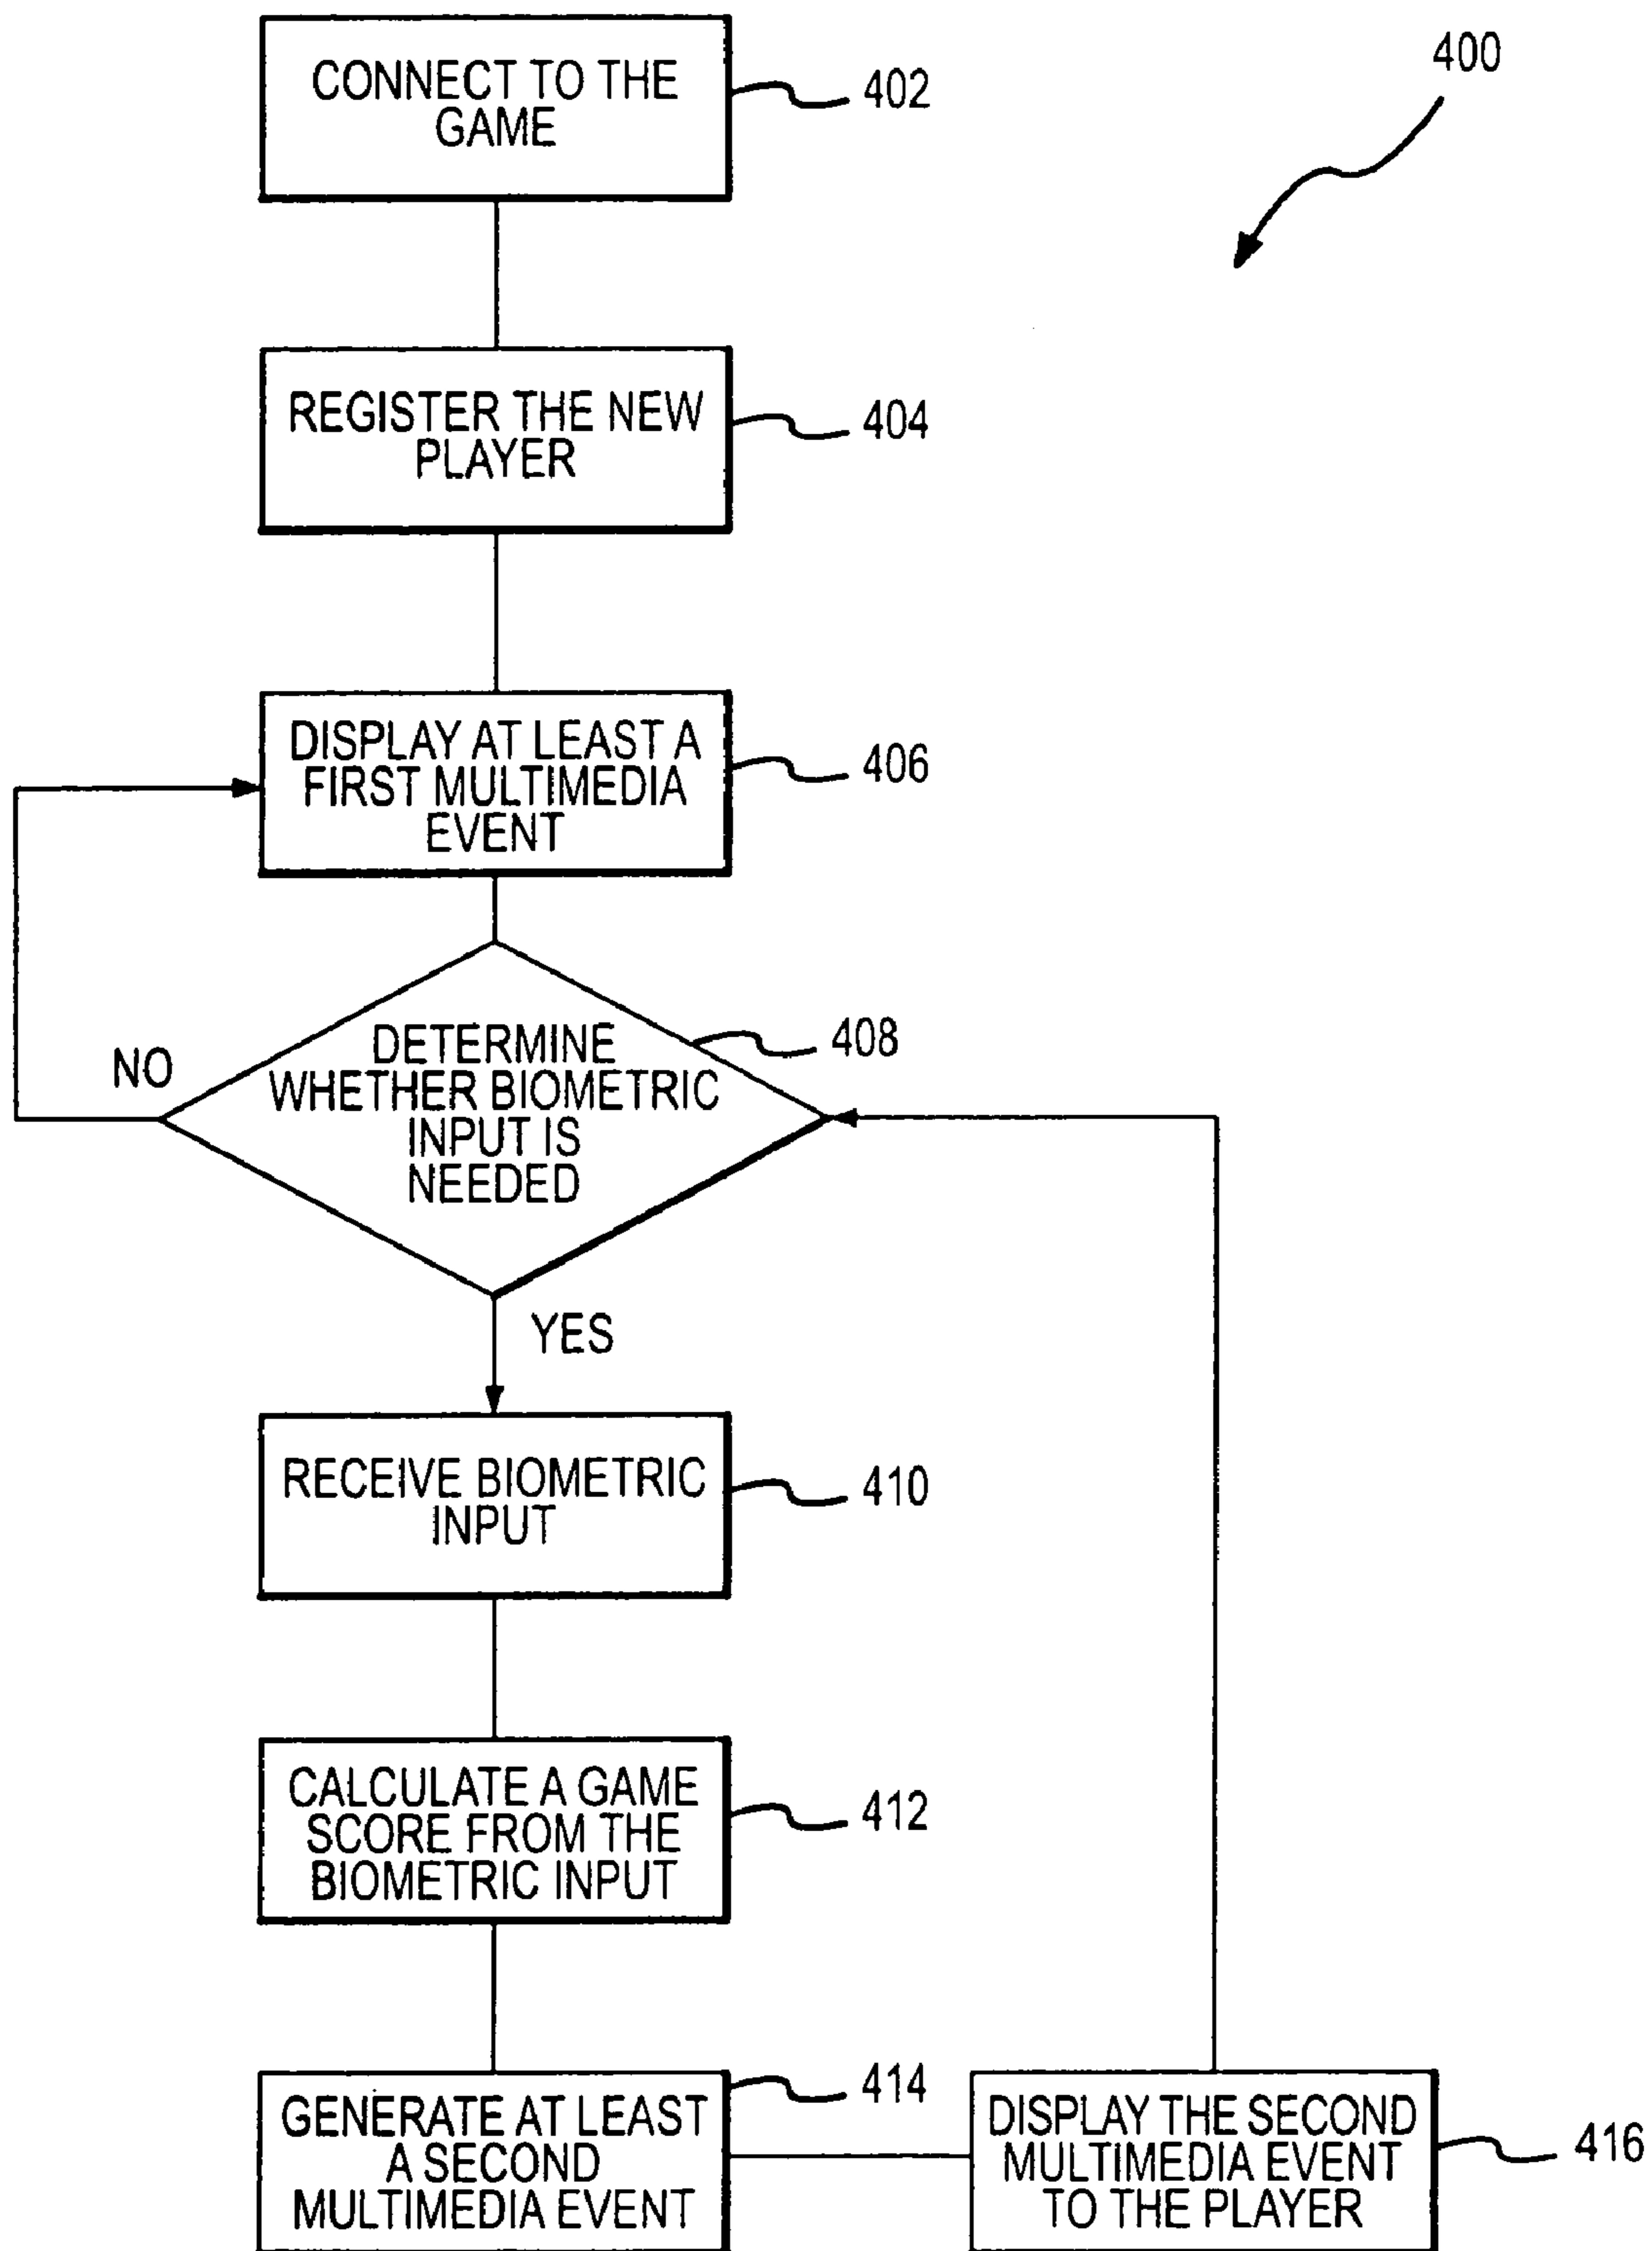 400
CONNECT TO THE
GAME
402
REGISTER THE NEW
PLAYER
404
DISPLAY AT LEAST A
FIRST MULTIMEDIA
EVENT
406
DETERMINE
WHETHER BIOMETRIC
INPUT IS
NEEDED
408
NO
YES
RECEIVE BIOMETRIC
INPUT
410
CALCULATE A GAME
SCORE FROM THE
BIOMETRIC INPUT
412
GENERATE AT LEAST
A SECOND
MULTIMEDIA EVENT
414
DISPLAY THE SECOND
MULTIMEDIA EVENT
TO THE PLAYER
416